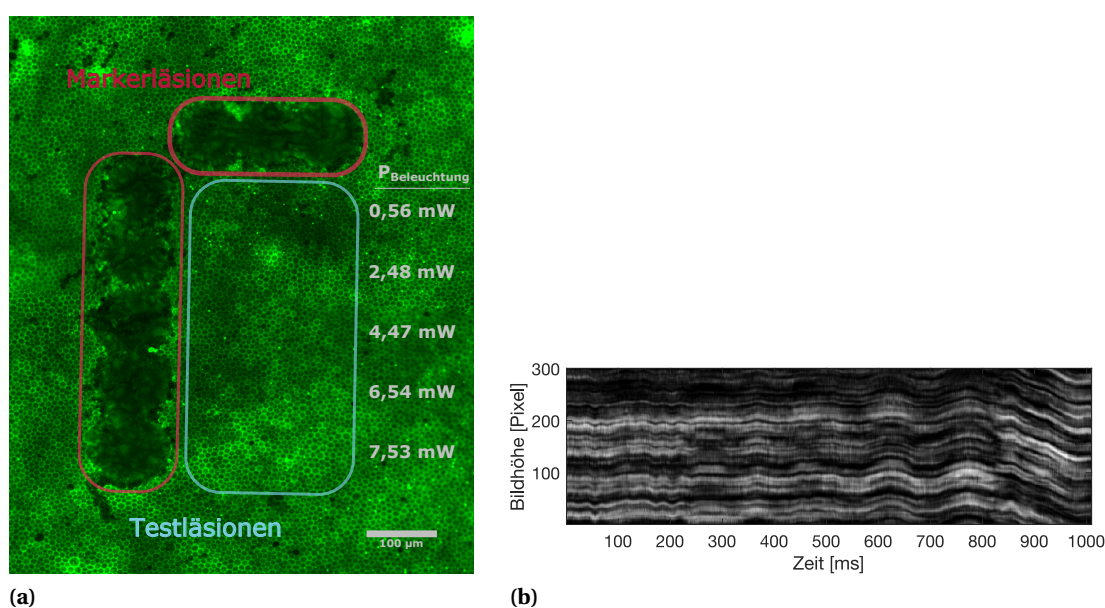 Markerläsionen
P Beleuchtung
0,56 mW
2,48 mW
4,47 mW
6,54 mW
7,53 mW
Testläsionen
100 µm
(a)
Bildhöhe [Pixel]
300
200
100
100 200 300 400 500 600 700 800 900 1000
Zeit [ms]
(b)